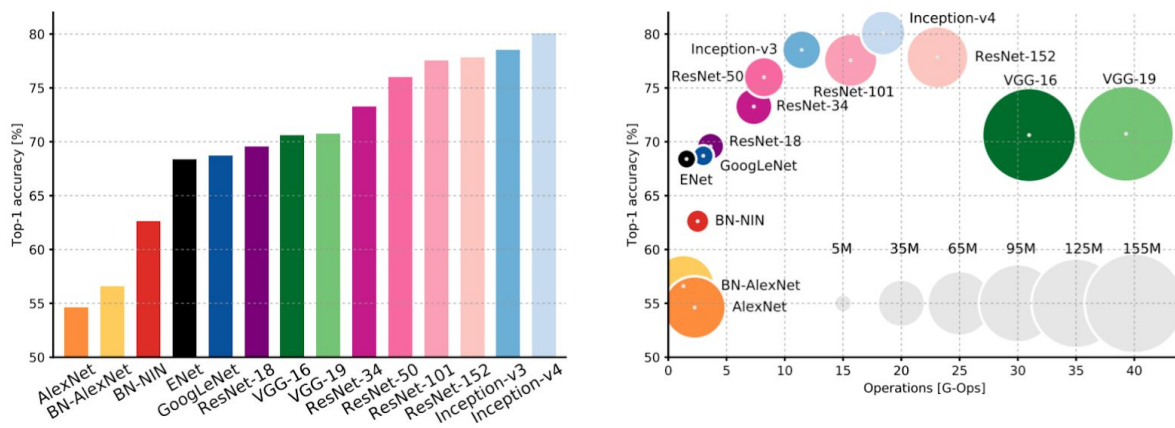 80
75
70
65
60
55
50
Top-1 accuracy [%]
AlexNet
BN-AlexNet
BN-NIN
ENet
GoogLeNet
ResNet-18
VGG-16
VGG-19
ResNet-34
ResNet-50
ResNet-101
ResNet-152
Inception-v3
Inception-v4
80
75
70
65
60
55
50
Top-1 accuracy [%]
Inception-v4
Inception-v3
ResNet-152
ResNet-50
VGG-16
VGG-19
ResNet-101
ResNet-34
ResNet-18
GoogLeNet
ENet
BN-NIN
5M 35M 65M 95M 125M 155M
BN-AlexNet
AlexNet
0 5 10 15 20 25 30 35 40
Operations [G-Ops]